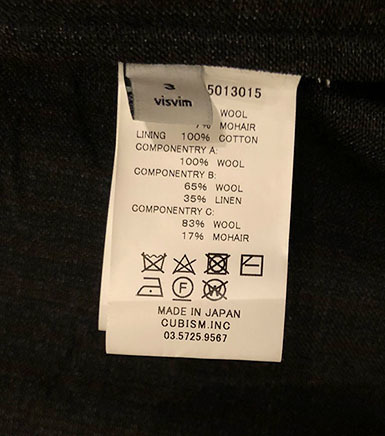 5013015
visvim
WOOL
7% MOHAIR
LINING 100% COTTON
COMPONENTRY A:
100% WOOL
COMPONENTRY B:
65% WOOL
35% LINEN
COMPONENTRY C:
83% WOOL
17% MOHAIR
F W
MADE IN JAPAN
CUBISM.INC
03.5725.9567